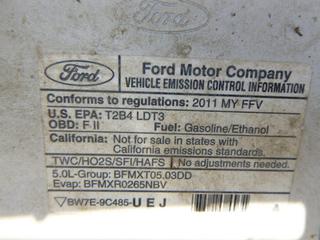 Ford
Ford Motor Company
VEHICLE EMISSION CONTROL INFORMATION
Conforms to regulations: 2011 MY FFV
U.S. EPA: T2B4 LDT3
OBD: F II Fuel: Gasoline/Ethanol
California: Not for sale in states with
California emissions standards.
TWC/HO2S/SFI/HAFS No adjustments needed.
5.0L-Group: BFMXT05.03DD
Evap: BFMXR0265NBV
BW7E-9C485-U E J